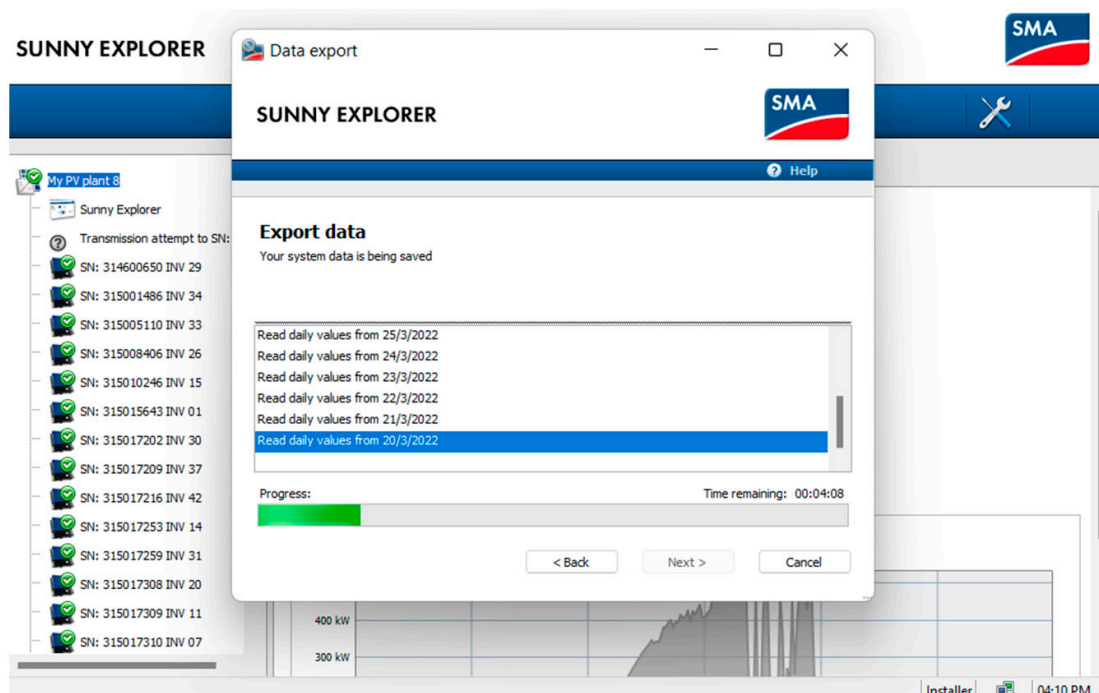 SUNNY EXPLORER
SMA
Data export
SUNNY EXPLORER
SMA
Help
My PV plant 8
Sunny Explorer
Transmission attempt to SN:
SN: 314600650 INV 29
SN: 315001486 INV 34
SN: 315005110 INV 33
SN: 315008406 INV 26
SN: 315010246 INV 15
SN: 315015643 INV 01
SN: 315017202 INV 30
SN: 315017209 INV 37
SN: 315017216 INV 42
SN: 315017253 INV 14
SN: 315017259 INV 31
SN: 315017308 INV 20
SN: 315017309 INV 11
SN: 315017310 INV 07
Export data
Your system data is being saved
Read daily values from 25/3/2022
Read daily values from 24/3/2022
Read daily values from 23/3/2022
Read daily values from 22/3/2022
Read daily values from 21/3/2022
Read daily values from 20/3/2022
Progress: Time remaining: 00:04:08
< Back Next > Cancel
400 kW
300 kW
Installer 04:10 PM